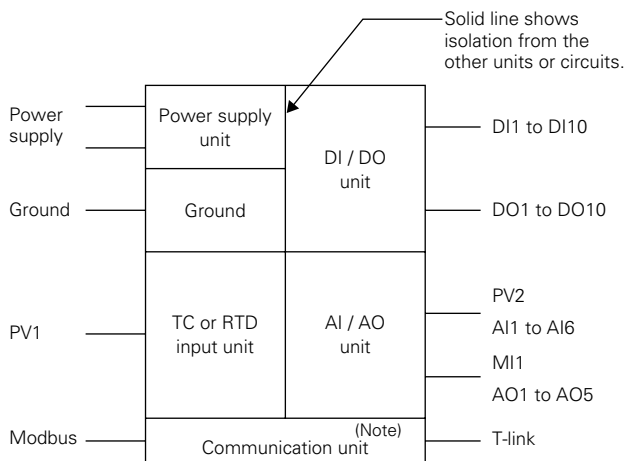 Solid line shows
isolation from the
other units or circuits.
Power
supply
Power supply
unit
DI / DO
unit
DI1 to DI10
Ground
Ground
DO1 to DO10
PV1
TC or RTD
input unit
AI / AO
unit
PV2
AI1 to AI6
MI1
AO1 to AO5
Modbus
Communication unit
(Note)
T-link